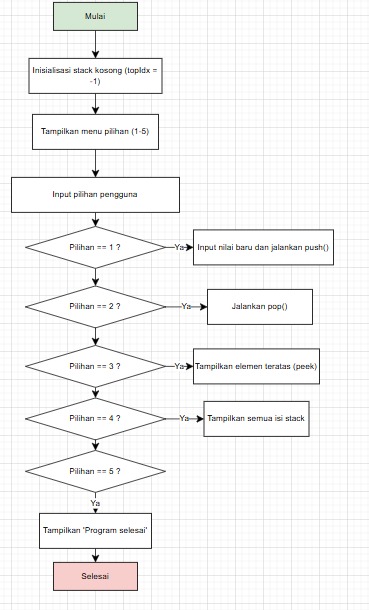 Mulai
Inisialisasi stack kosong (topIdx =
-1)
Tampilkan menu pilihan (1-5)
Input pilihan pengguna
Pilihan == 1 ?
Ya
Input nilai baru dan jalankan push()
Pilihan == 2 ?
Ya
Jalankan pop()
Pilihan == 3 ?
Ya
Tampilkan elemen teratas (peek)
Pilihan == 4 ?
Ya
Tampilkan semua isi stack
Pilihan == 5 ?
Ya
Tampilkan 'Program selesai'
Selesai